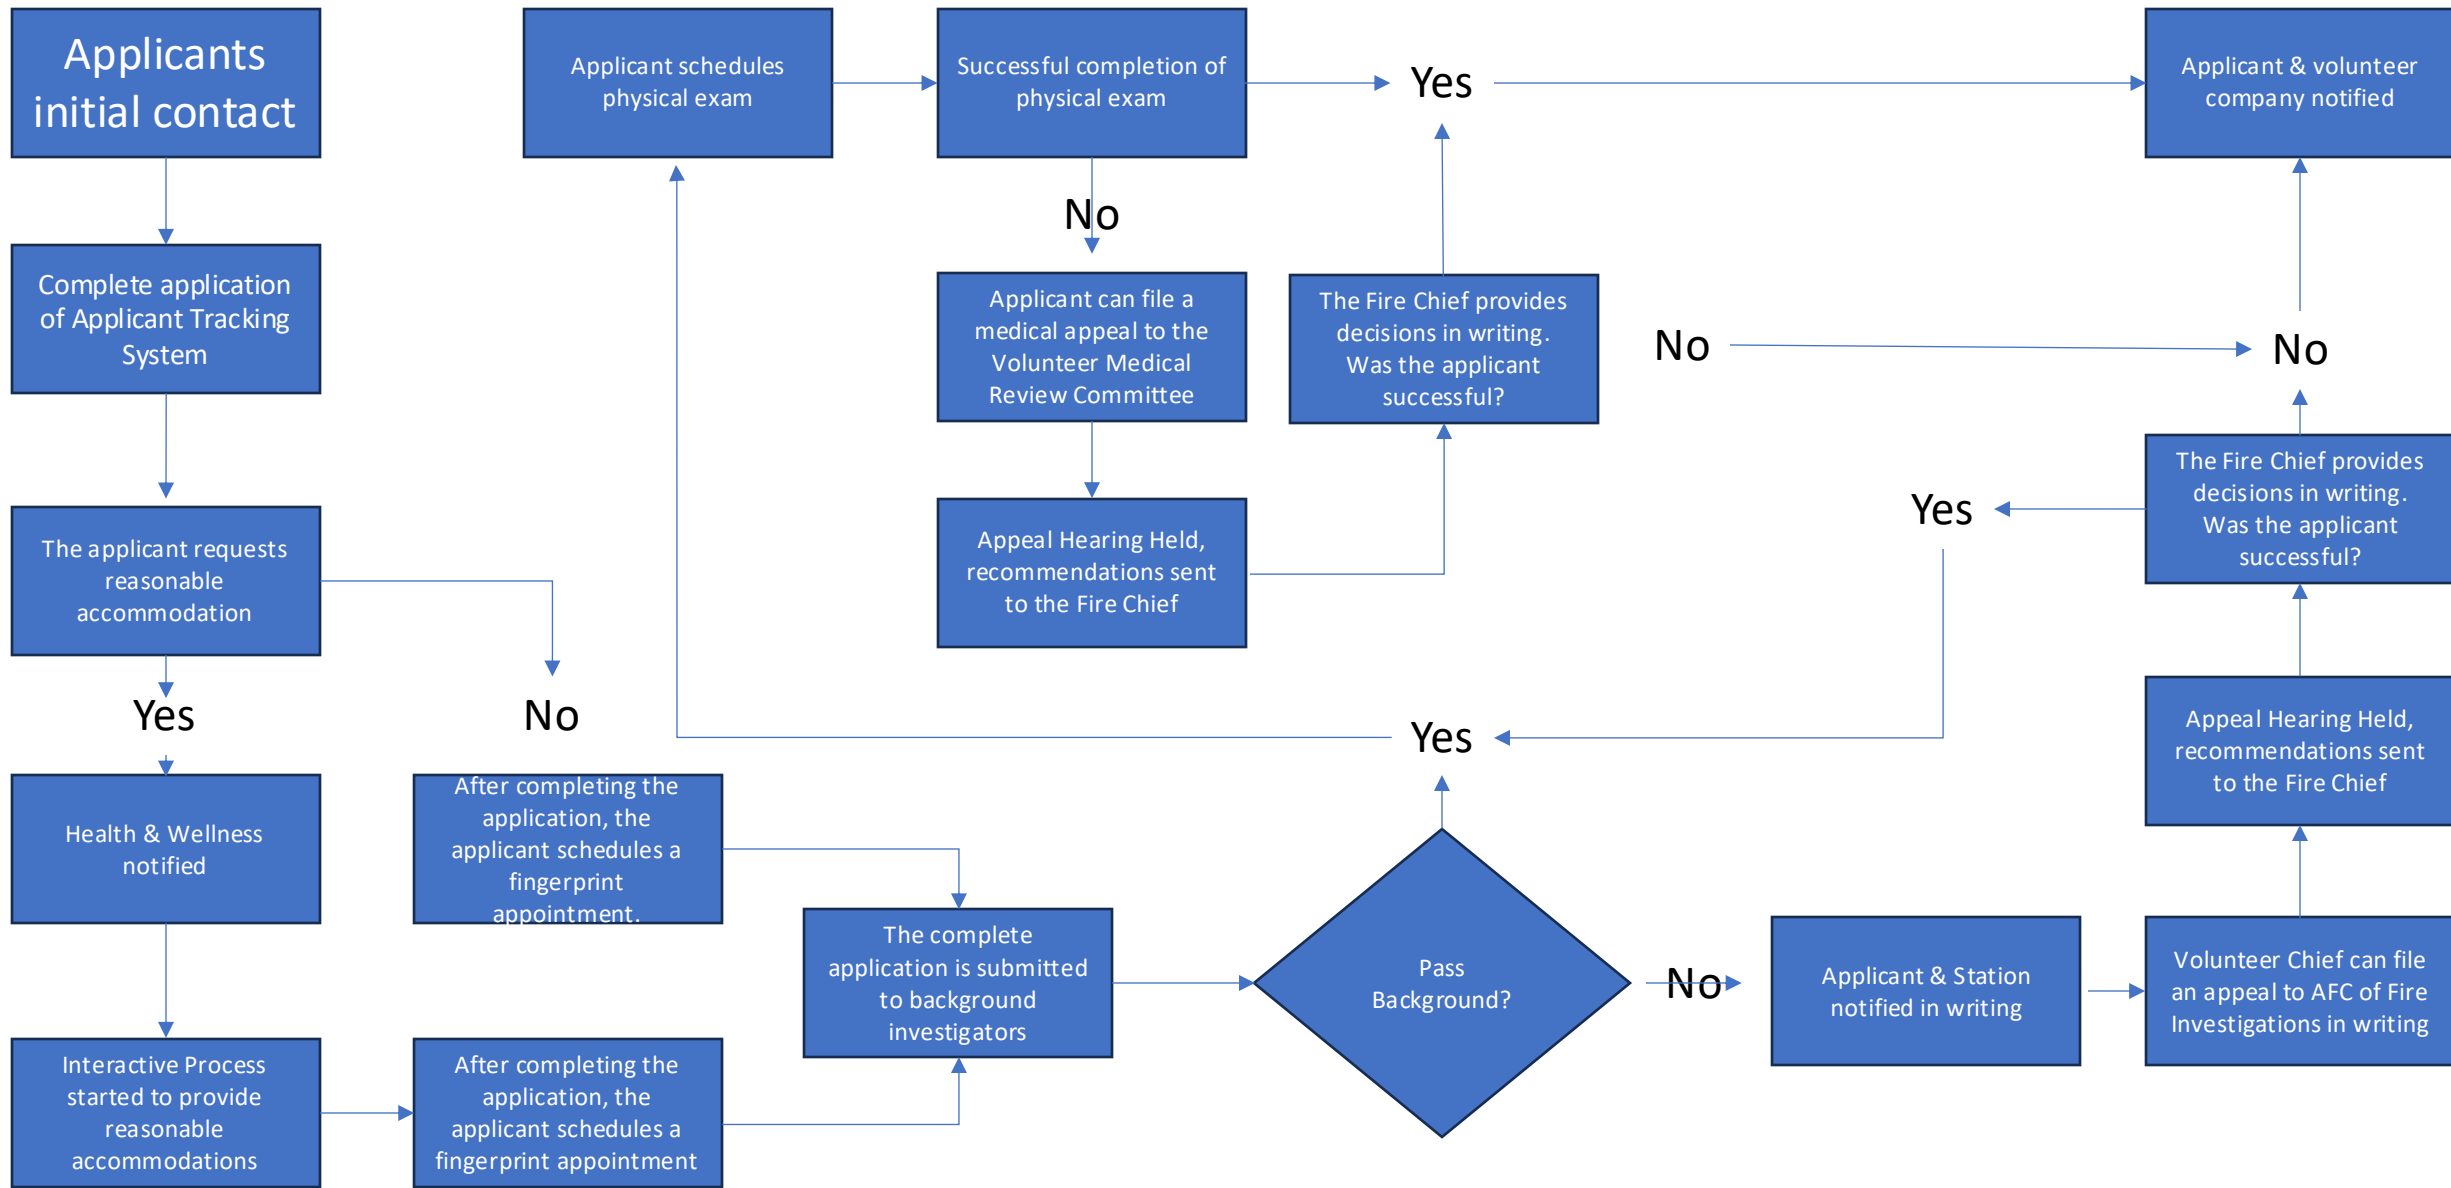 Applicants
initial contact
Complete application
of Applicant Tracking
System
The applicant requests
reasonable
accommodation
Yes
No
Health & Wellness
notified
Interactive Process
started to provide
reasonable
accommodations
After completing the
application, the
applicant schedules a
fingerprint
appointment.
After completing the
application, the
applicant schedules a
fingerprint appointment
The complete
application is submitted
to background
investigators
Pass
Background?
Yes
No
Applicant & Station
notified in writing
Volunteer Chief can file
an appeal to AFC of Fire
Investigations in writing
Appeal Hearing Held,
recommendations sent
to the Fire Chief
The Fire Chief provides
decisions in writing.
Was the applicant
successful?
Yes
No
Applicant schedules
physical exam
Successful completion of
physical exam
Yes
No
Applicant can file a
medical appeal to the
Volunteer Medical
Review Committee
Appeal Hearing Held,
recommendations sent
to the Fire Chief
The Fire Chief provides
decisions in writing.
Was the applicant
successful?
No
Applicant & volunteer
company notified